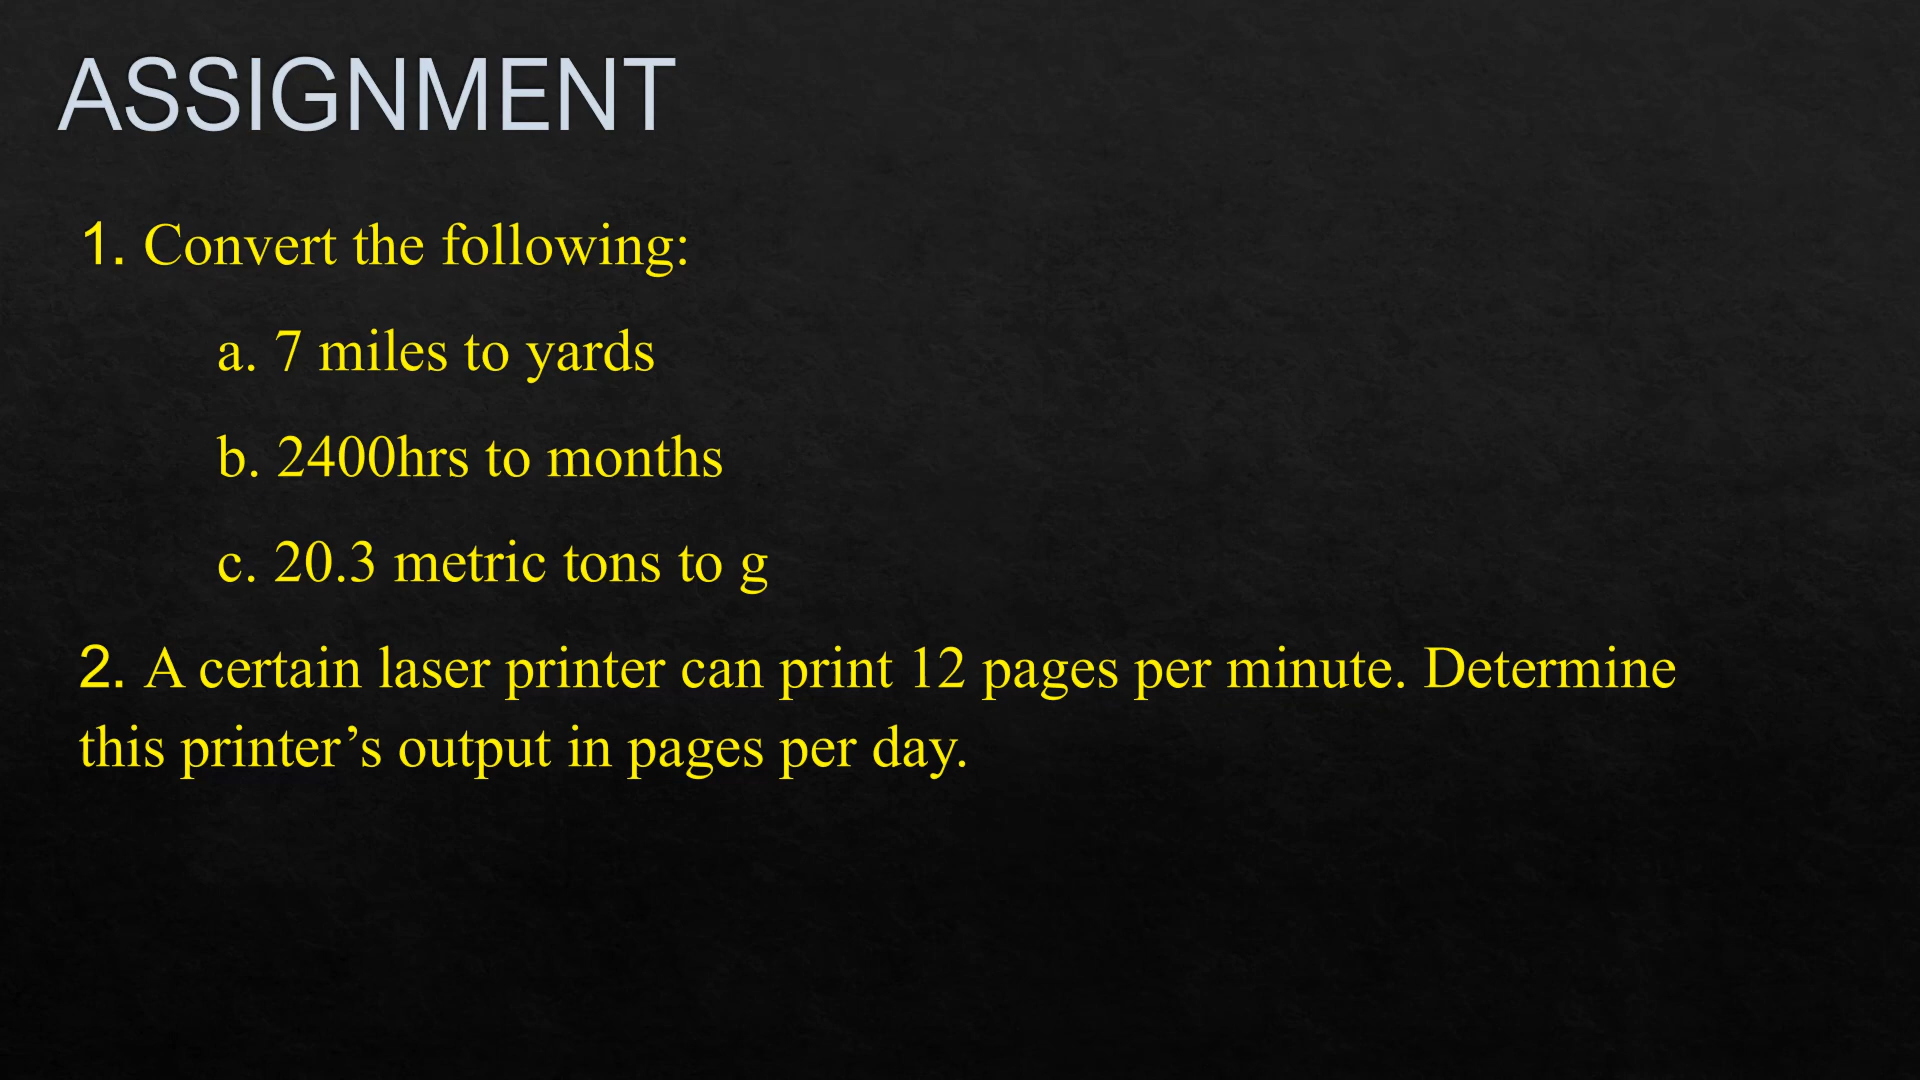 ASSIGNMENT
1. Convert the following:
a. 7 miles to yards
b. 2400hrs to months
c. 20.3 metric tons to g
2. A certain laser printer can print 12 pages per minute. Determine
this printer’s output in pages per day.